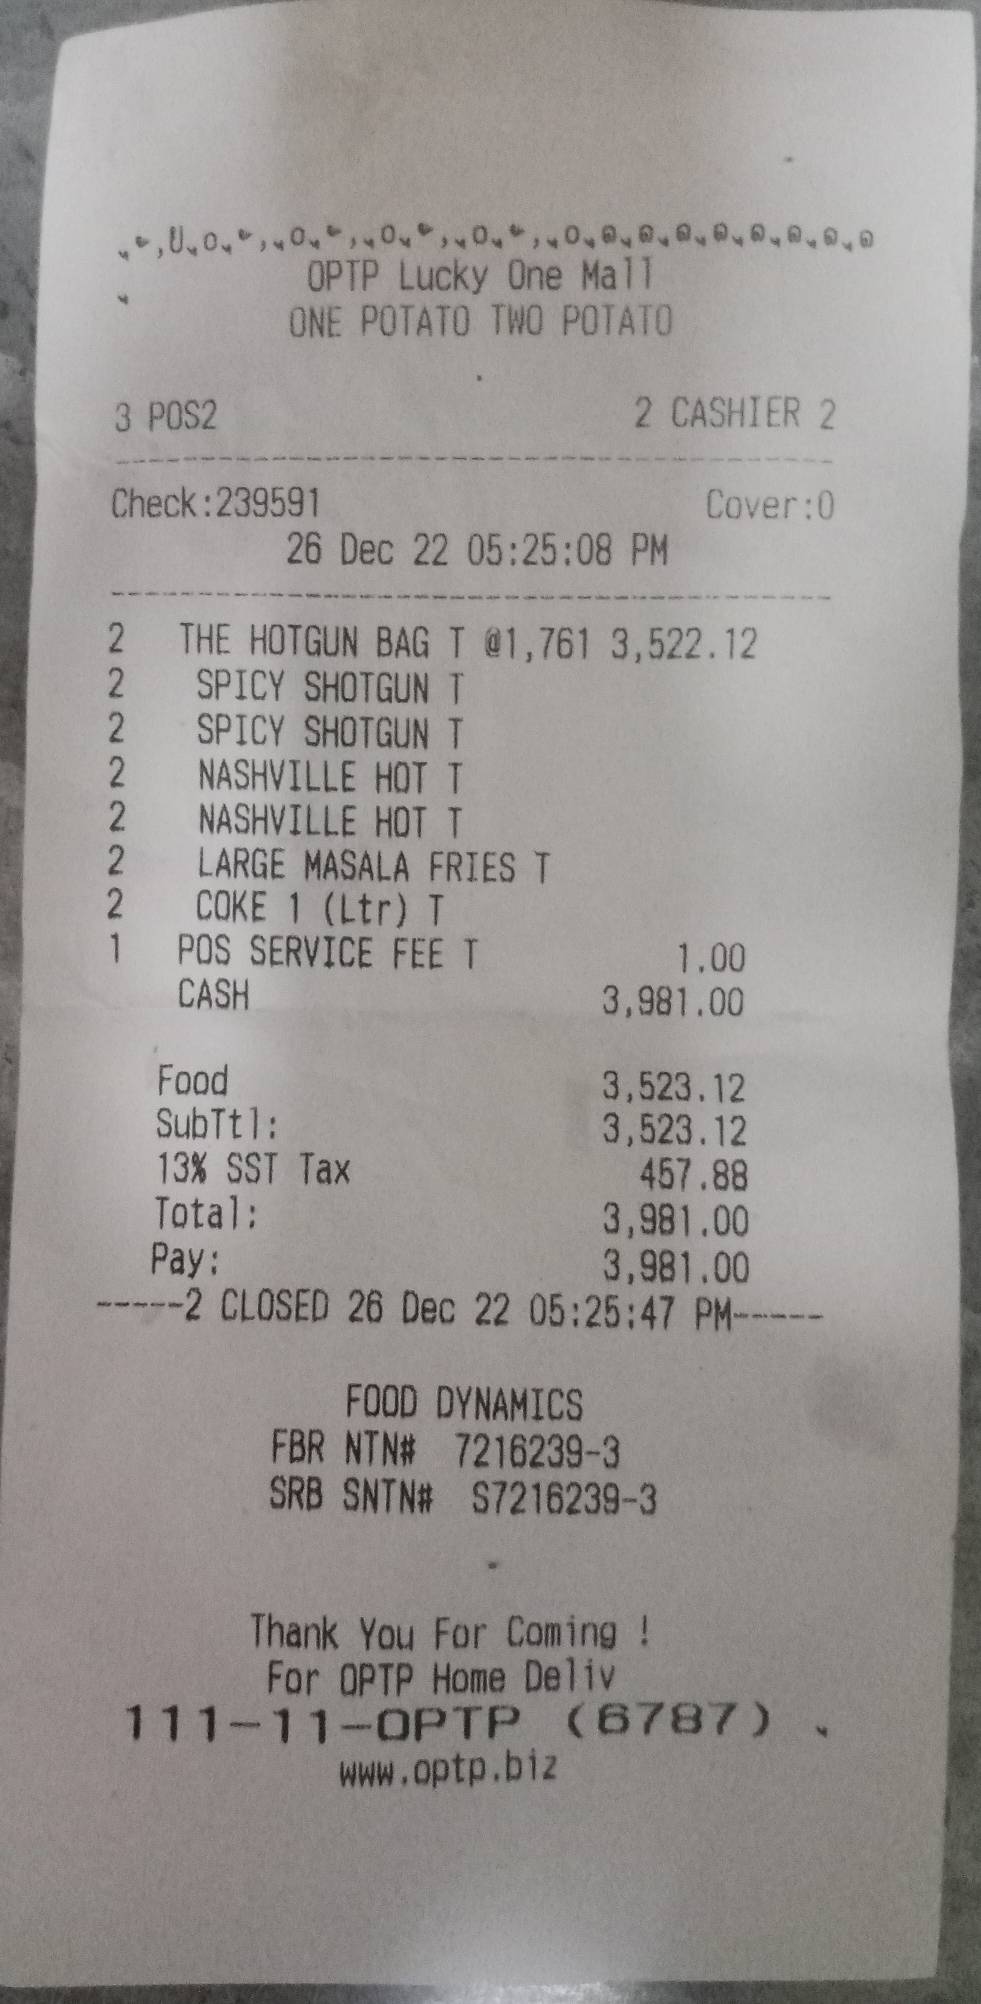 OPTP Lucky One Mall
ONE POTATO TWO POTATO
3 POS2 2 CASHIER 2
Check:239591 Cover:0
26 Dec 22 05:25:08 PM
2 THE HOTGUN BAG T @1,761 3,522.12
2 SPICY SHOTGUN T
2 SPICY SHOTGUN T
2 NASHVILLE HOT T
2 NASHVILLE HOT T
2 LARGE MASALA FRIES T
2 COKE 1 (Ltr) T
1 POS SERVICE FEE T 1.00
CASH 3,981.00
Food 3,523.12
SubTtl: 3,523.12
13% SST Tax 457.88
Total: 3,981.00
Pay: 3,981.00
-----2 CLOSED 26 Dec 22 05:25:47 PM-----
FOOD DYNAMICS
FBR NTN# 7216239-3
SRB SNTN# S7216239-3
Thank You For Coming !
For OPTP Home Deliv
111-11-OPTP (6787)
www.optp.biz